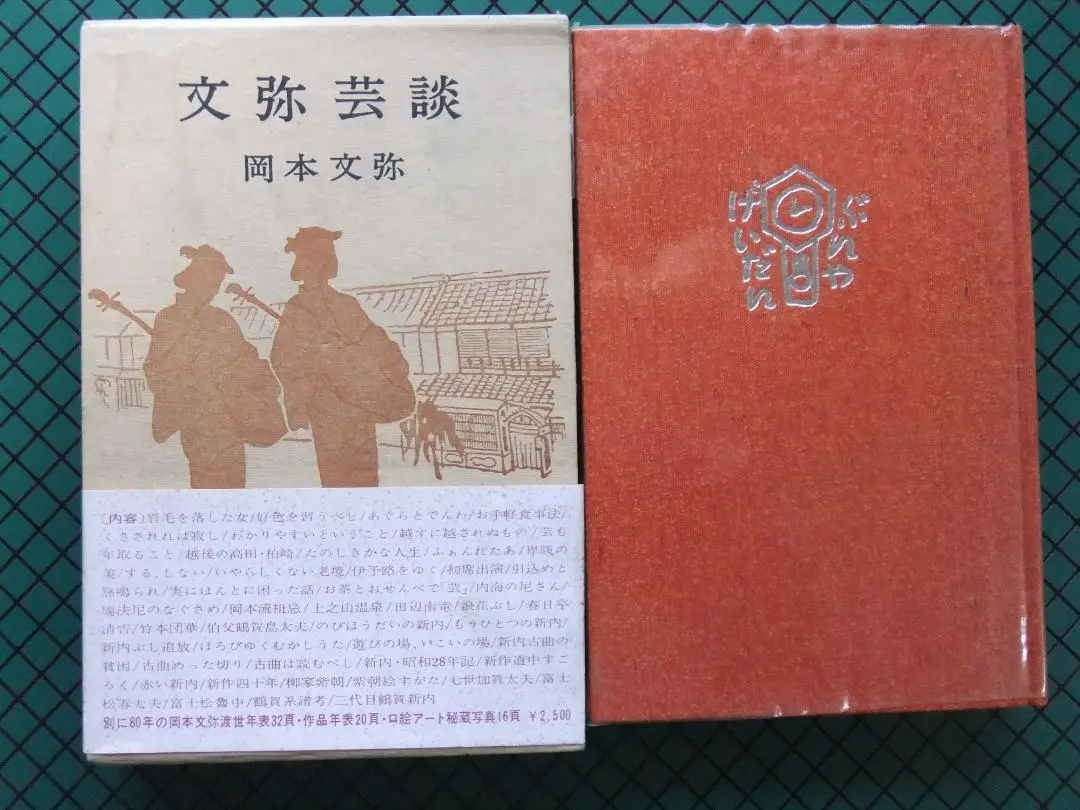 文弥芸談
岡本文弥
〔内容〕眉毛を落した女/好色を習うべし/あぐらとでんわ/お手軽食事法/
くさされれば寂し/わかりやすいということ/越すに越されぬもの/芸も
年取ること/越後の高田・柏崎/たのしきかな人生/ふぁんれたあ/卑賤の
美/する、しない/いやらしくない老境/伊予路をゆく/初席出演/引込めと
怒鳴られ/実にほんとに困った話/お茶とおせんべで「芸」/内海の尼さん/
法尼のなぐさめ/岡本流祖忌/上之山温泉/田辺南竜/浪花ぶし/春日亭
清吉/竹本団華/伯父鶴賀島太夫/のびほうだいの新内/もうひとつの新内/
新内ぶし追放/ほろびゆくむかしうた/遊びの場、いこいの場/新内古曲の
貧困/古曲めった切り/古曲は読むべし/新内・昭和28年記/新作道中すご
ろく/赤い新内/新作四十年/柳家紫朝/紫朝絵すがた/七世加賀太夫/富士
松春太夫/富士松魯中/鶴賀系譜考/三代目鶴賀新内
別に80年の岡本文弥渡世年表32頁・作品年表20頁・口絵アート秘蔵写真16頁 ¥2,500
ぶんや
げいだん